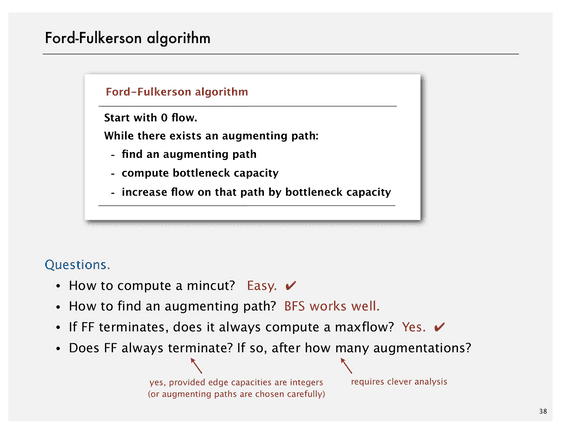 Ford-Fulkerson algorithm
Ford–Fulkerson algorithm
Start with 0 flow.
While there exists an augmenting path:
- find an augmenting path
- compute bottleneck capacity
- increase flow on that path by bottleneck capacity
Questions.
• How to compute a mincut? Easy. ✔
• How to find an augmenting path? BFS works well.
• If FF terminates, does it always compute a maxflow? Yes. ✔
• Does FF always terminate? If so, after how many augmentations?
yes, provided edge capacities are integers
(or augmenting paths are chosen carefully)
requires clever analysis
38